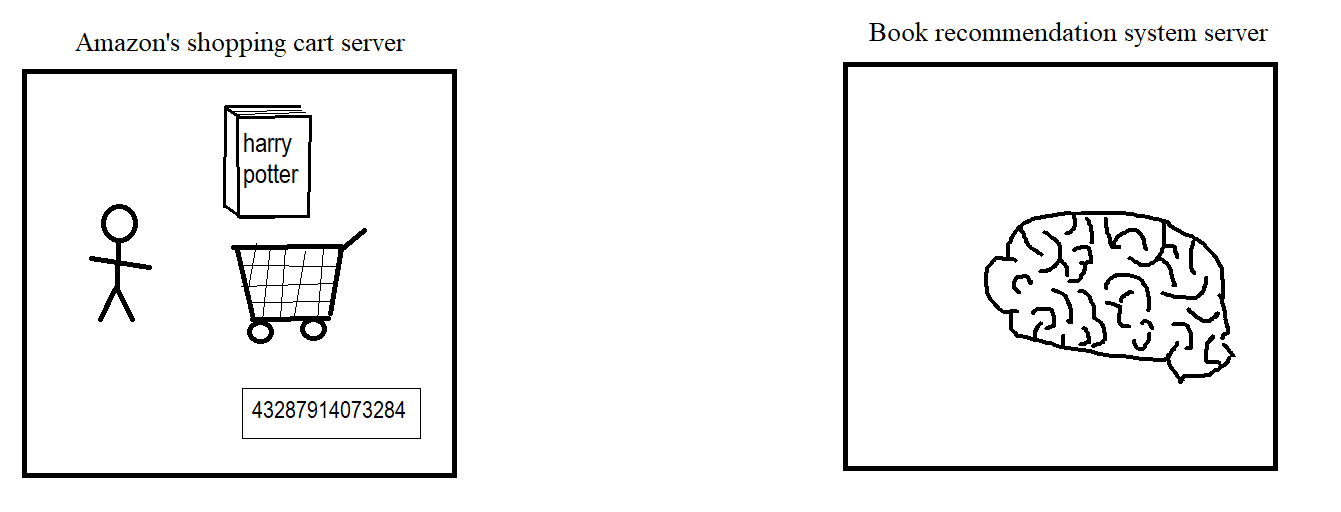 Amazon's shopping cart server
Book recommendation system server
harry
potter
43287914073284